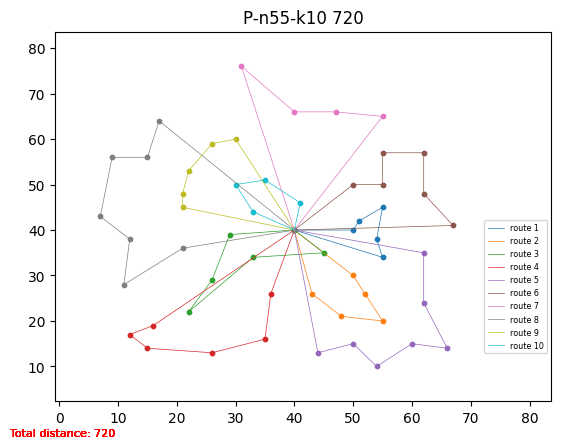 P-n55-k10 720
80
70
60
50
40
30
20
10
0
10
20
30
40
50
60
70
80
route 1
route 2
route 3
route 4
route 5
route 6
route 7
route 8
route 9
route 10
Total distance: 720